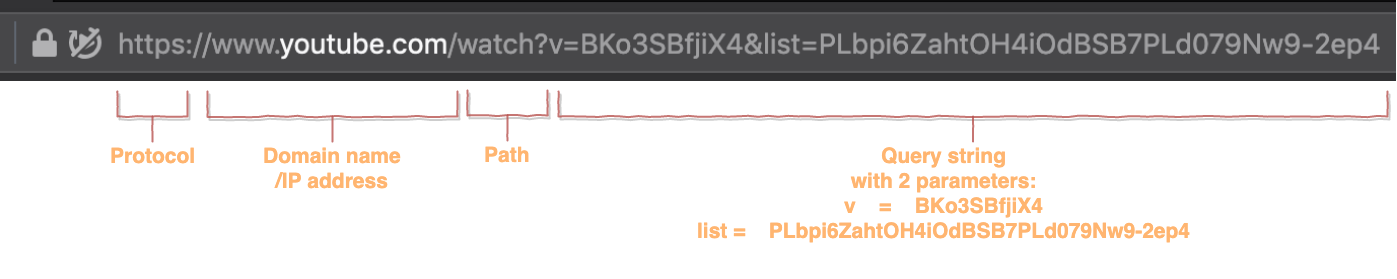 https://www.youtube.com/watch?v=BKo3SBfjiX4&list=PLbpi6ZahtOH4iOdBSB7PLd079Nw9-2ep4
Protocol
Domain name
/IP address
Path
Query string
with 2 parameters:
v = BKo3SBfjiX4
list = PLbpi6ZahtOH4iOdBSB7PLd079Nw9-2ep4